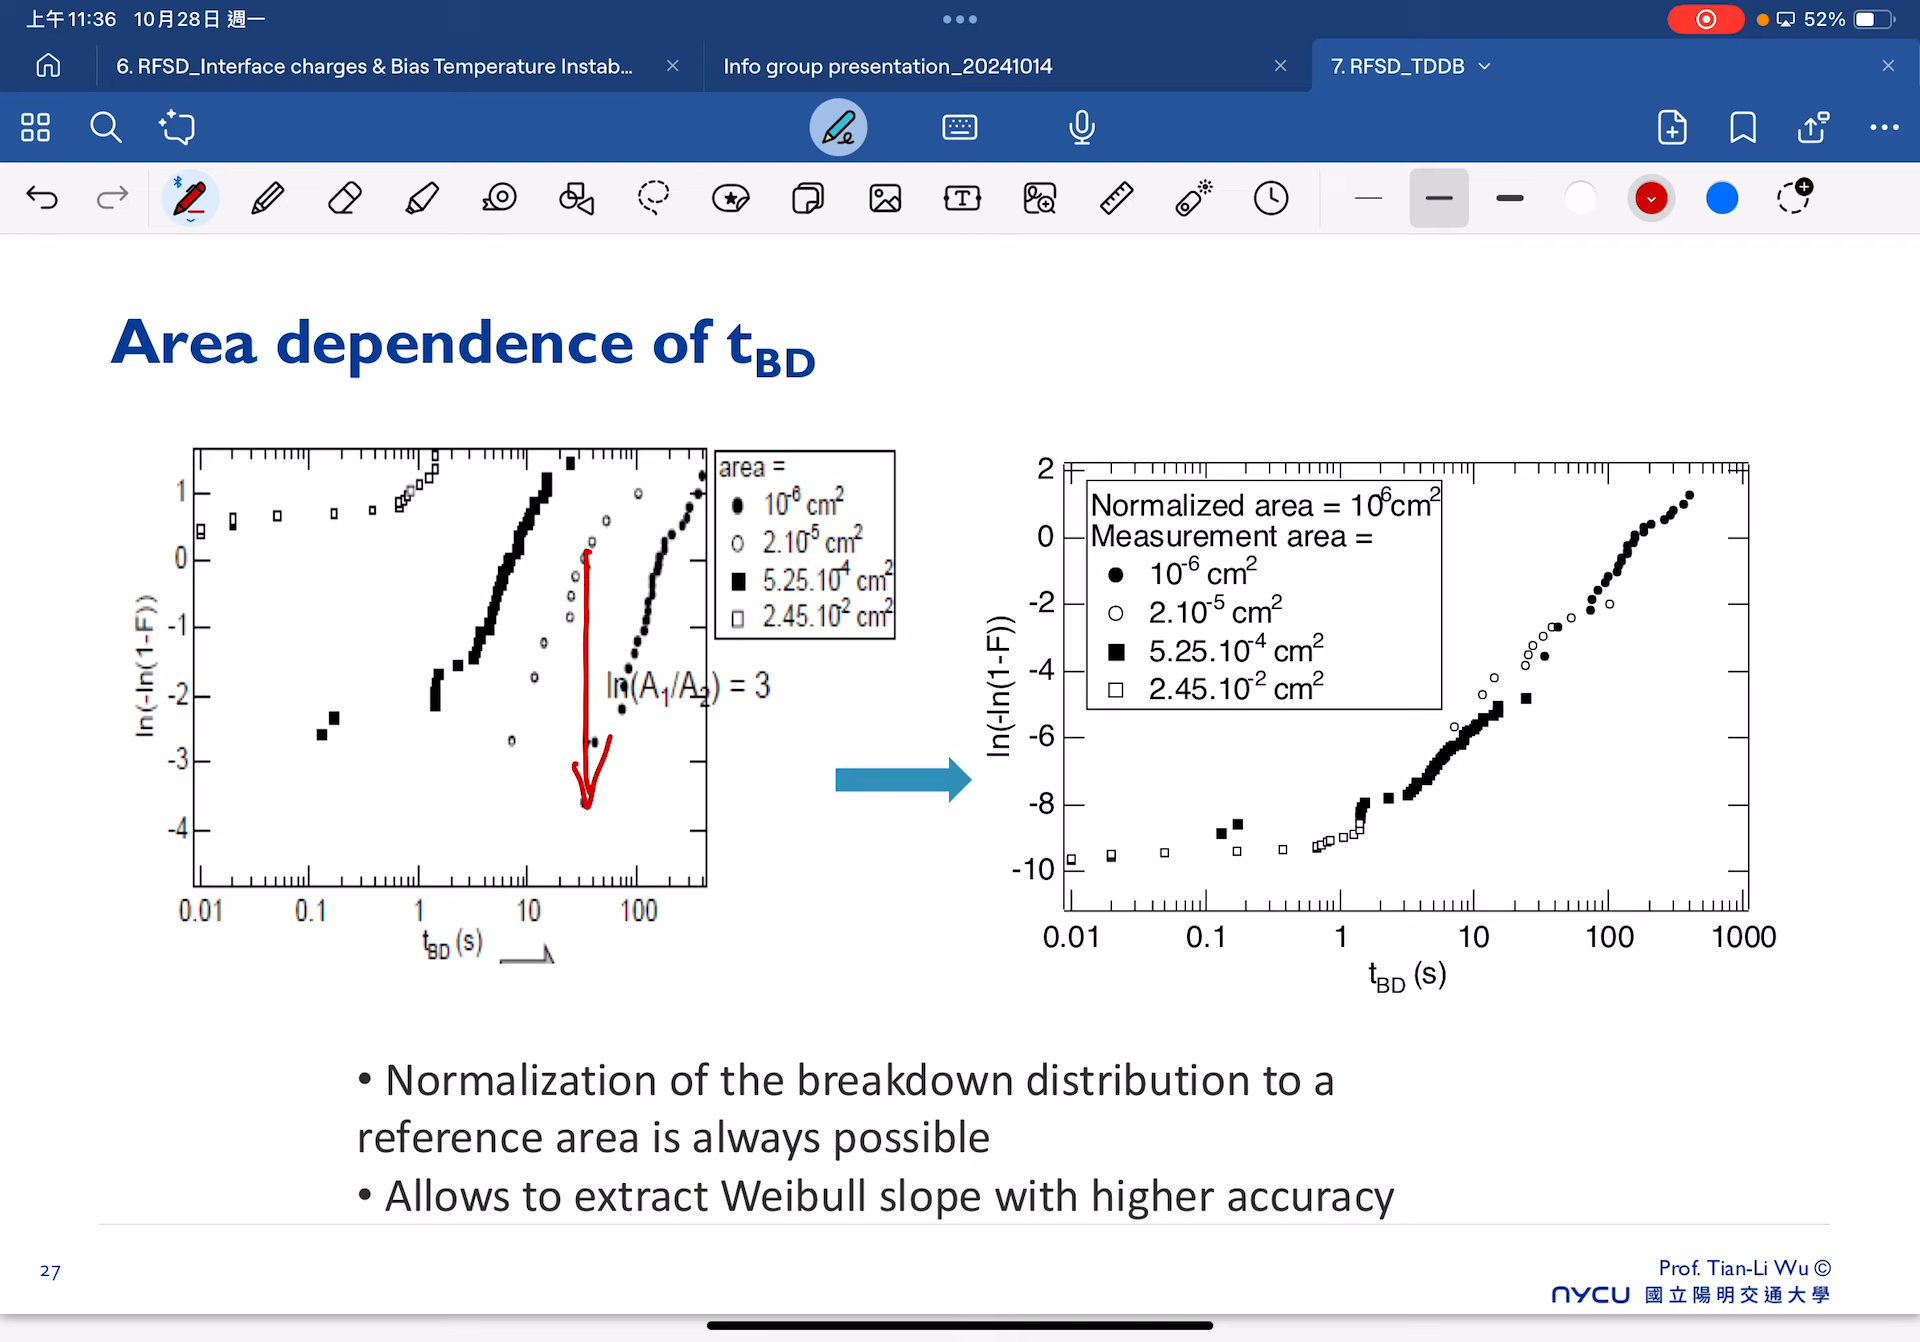 上午11:36 10月28日 週一
52%
6. RFSD_Interface charges & Bias Temperature Instab...
Info group presentation_20241014
7. RFSD_TDDB
Area dependence of tBD
1
0
-1
-2
-3
-4
ln(-ln(1-F))
0.01 0.1 1 10 100
tBD (s)
area =
10-6 cm2
2.10-5 cm2
5.25.10-4 cm2
2.45.10-2 cm2
ln(A1/A2) = 3
2
0
-2
-4
-6
-8
-10
ln(-ln(1-F))
Normalized area = 10-6cm2
Measurement area =
10-6 cm2
2.10-5 cm2
5.25.10-4 cm2
2.45.10-2 cm2
0.01 0.1 1 10 100 1000
tBD (s)
• Normalization of the breakdown distribution to a
reference area is always possible
• Allows to extract Weibull slope with higher accuracy
27
Prof. Tian-Li Wu ©
NYCU 國立陽明交通大學